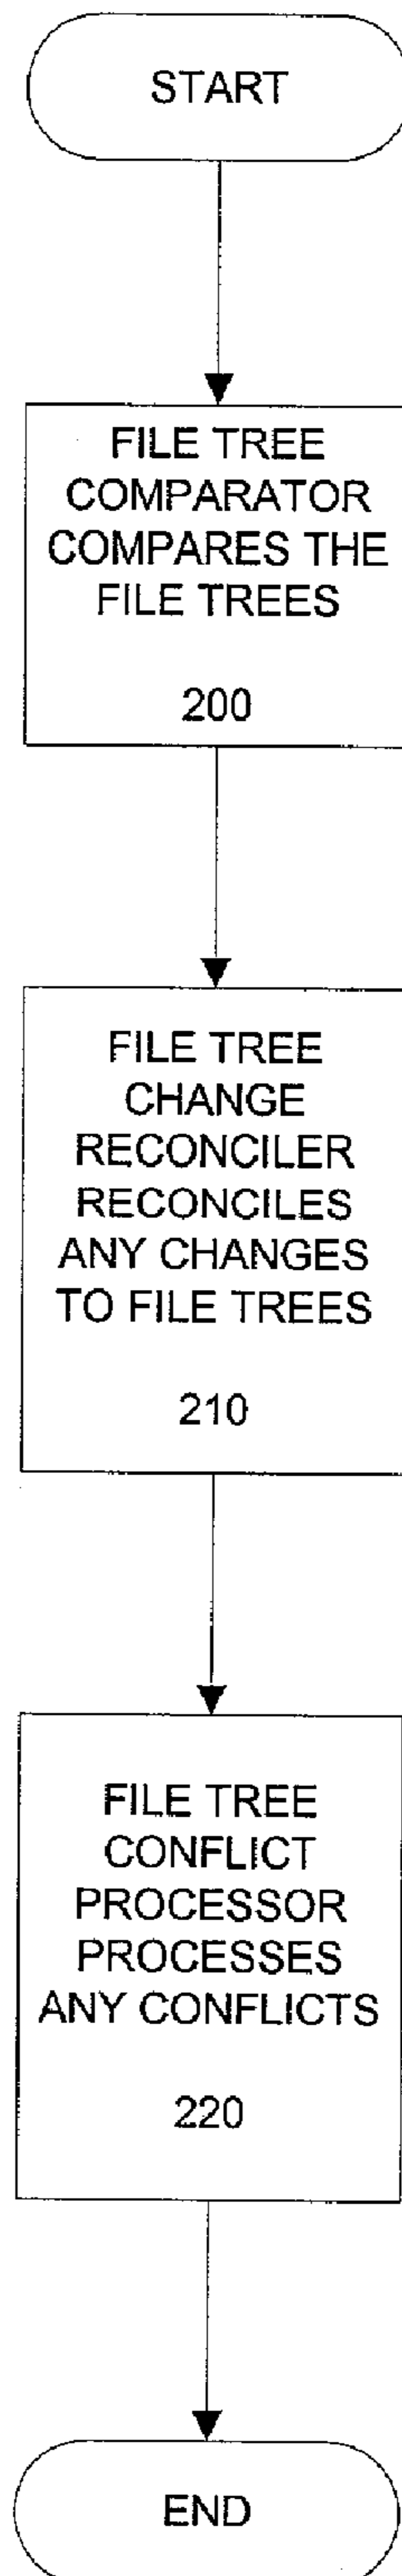 START
FILE TREE
COMPARATOR
COMPARES THE
FILE TREES
200
FILE TREE
CHANGE
RECONCILER
RECONCILES
ANY CHANGES
TO FILE TREES
210
FILE TREE
CONFLICT
PROCESSOR
PROCESSES
ANY CONFLICTS
220
END